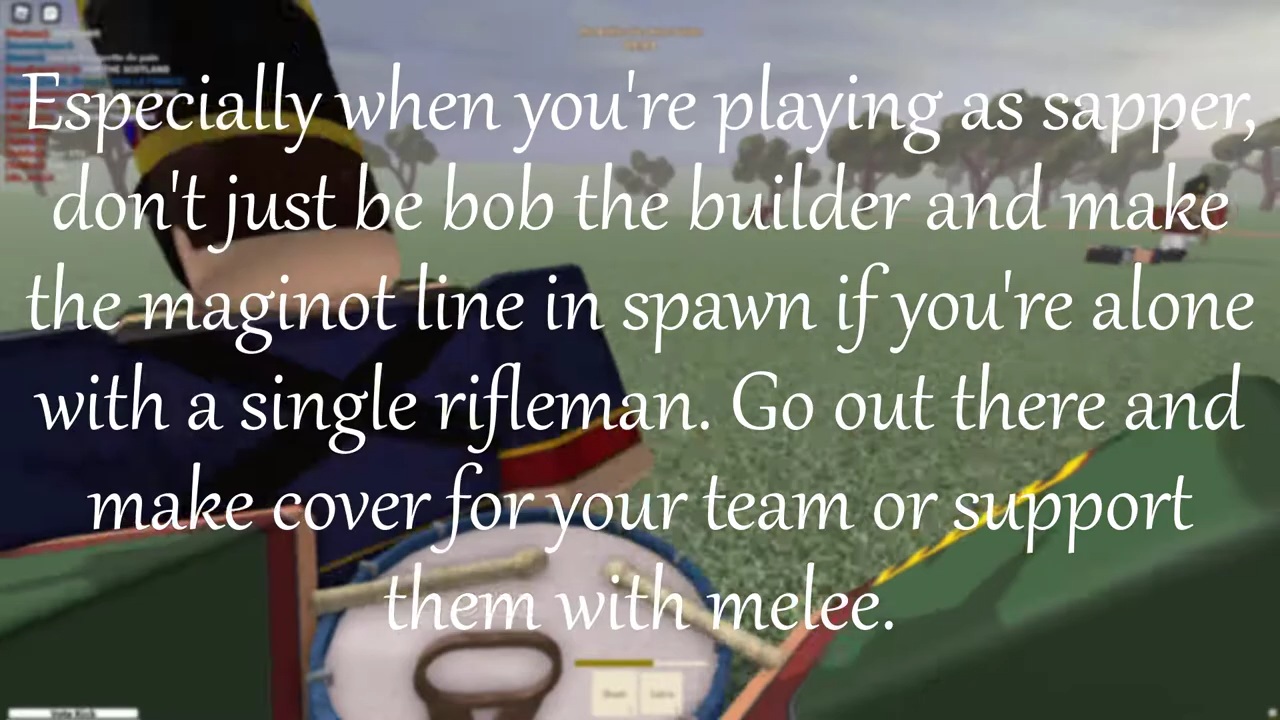 Especially when you're playing as sapper,
don't just be bob the builder and make
the maginot line in spawn if you're alone
with a single rifleman. Go out there and
make cover for your team or support
them with melee.
Vote Kick